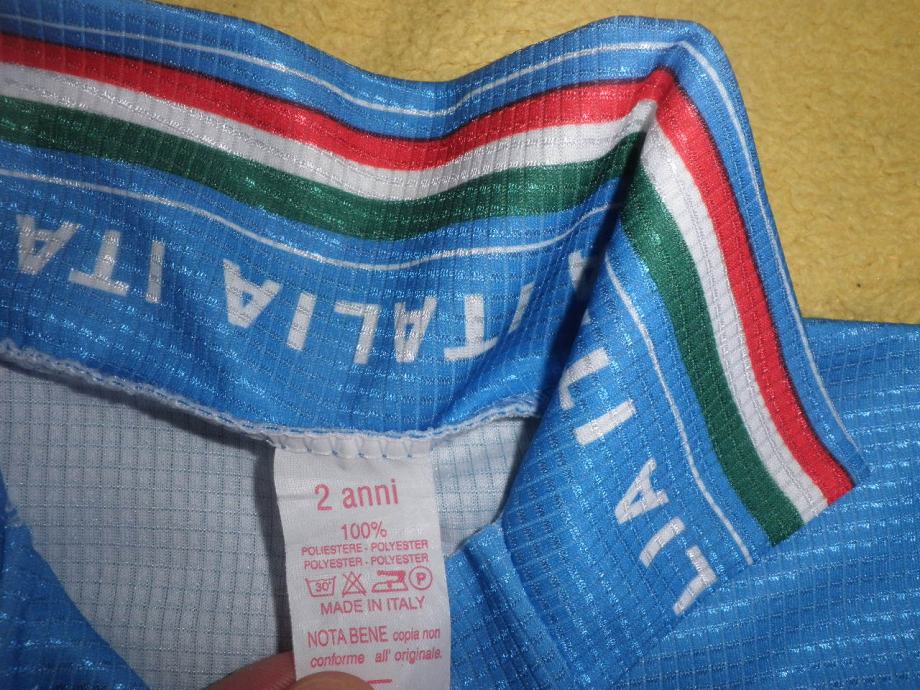 ITALIA ITA
ITALIA
2 anni
100%
POLIESTERE - POLYESTER
POLYESTER - POLYESTER
30° P
MADE IN ITALY
NOTA BENE copia non
conforme all' originale.